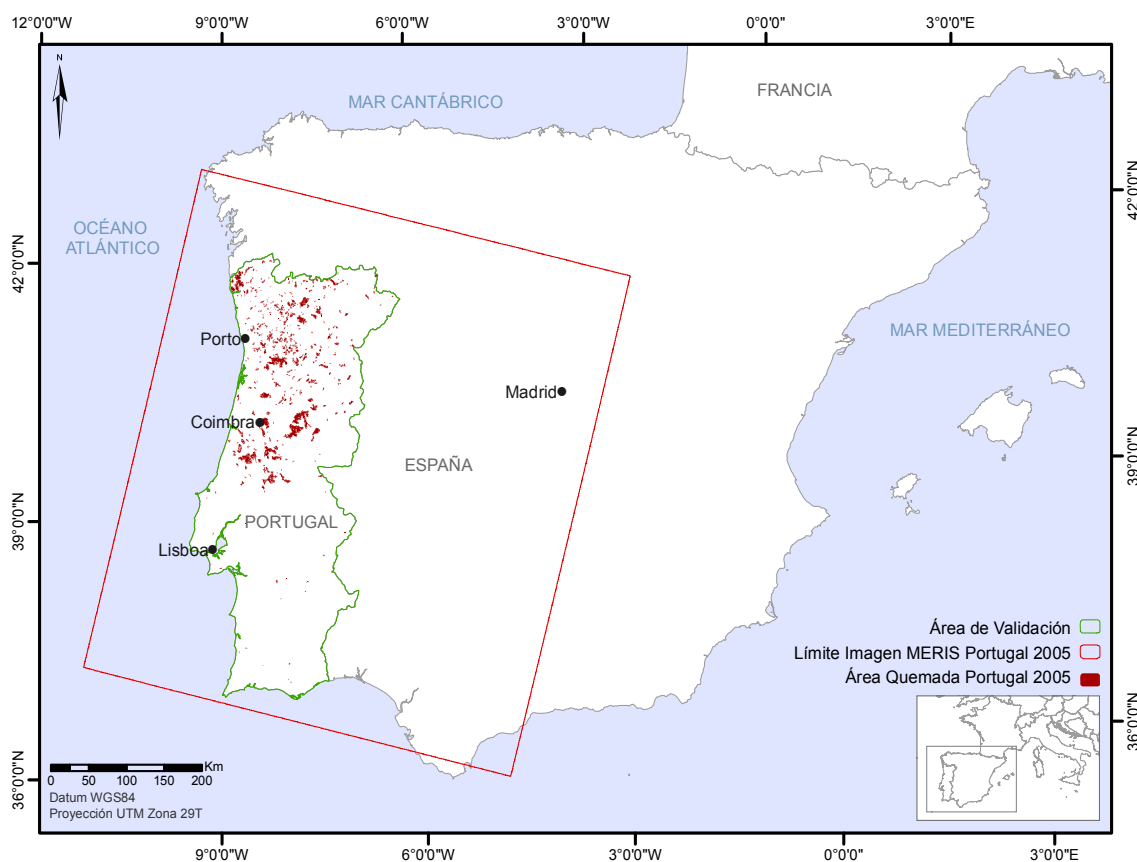 12°0'0"W 9°0'0"W 6°0'0"W 3°0'0"W 0°0'0" 3°0'0"E
N
FRANCIA
MAR CANTÁBRICO
42°0'0"N
OCÉANO
ATLÁNTICO
42°0'0"N
MAR MEDITERRÁNEO
Porto
Madrid
Coimbra
39°0'0"N
ESPAÑA
39°0'0"N
PORTUGAL
Lisboa
Área de Validación
Límite Imagen MERIS Portugal 2005
Área Quemada Portugal 2005
36°0'0"N
36°0'0"N
Km
0 50 100 150 200
Datum WGS84
Proyección UTM Zona 29T
9°0'0"W 6°0'0"W 3°0'0"W 0°0'0" 3°0'0"E